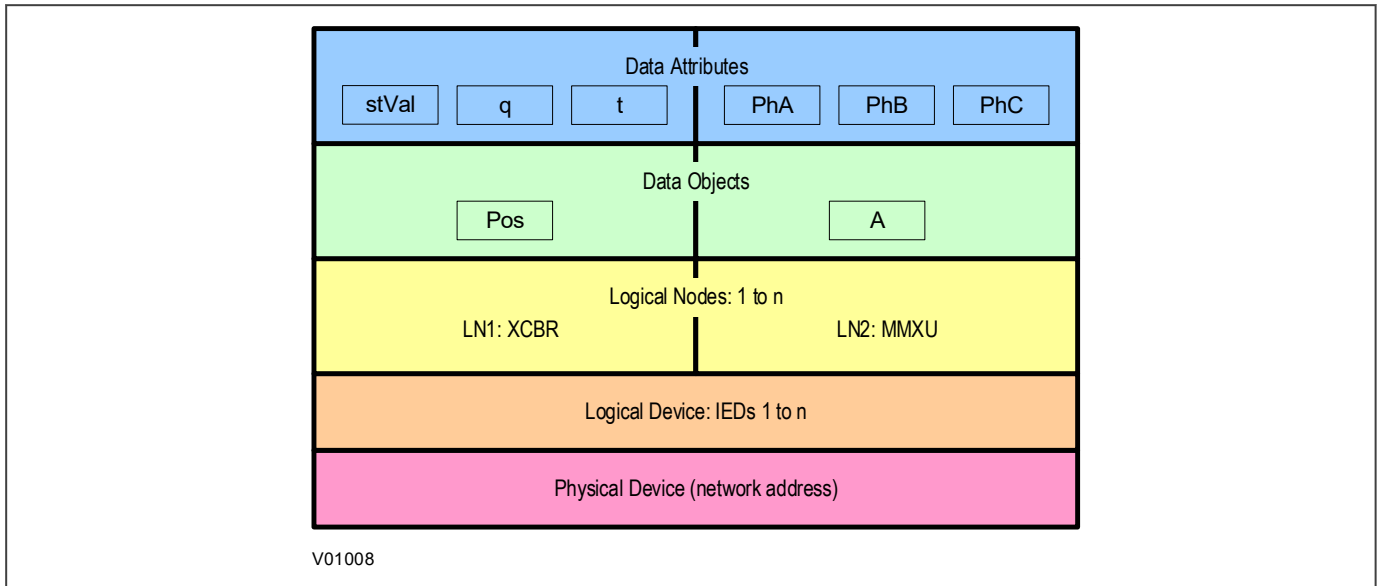 Data Attributes
stVal q t PhA PhB PhC
Data Objects
Pos A
Logical Nodes: 1 to n
LN1: XCBR LN2: MMXU
Logical Device: IEDs 1 to n
Physical Device (network address)
V01008